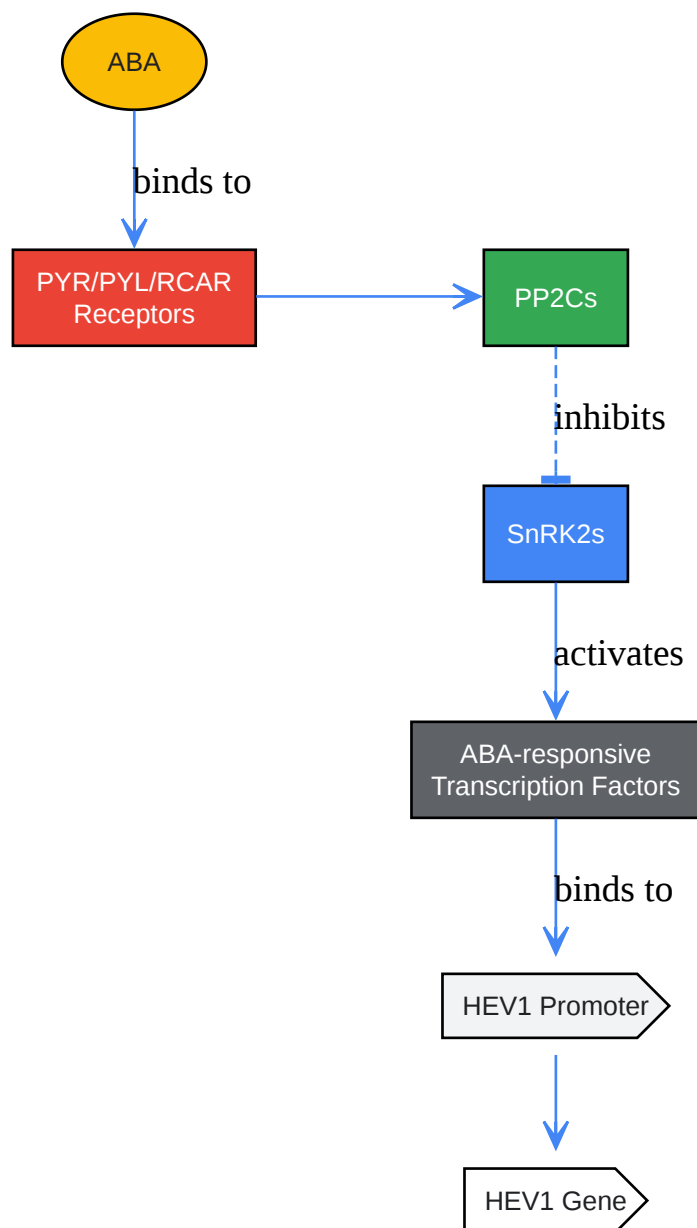 ABA
binds to
PYR/PYL/RCAR
Receptors
PP2Cs
inhibits
SnRK2s
activates
ABA-responsive
Transcription Factors
binds to
HEV1 Promoter
HEV1 Gene